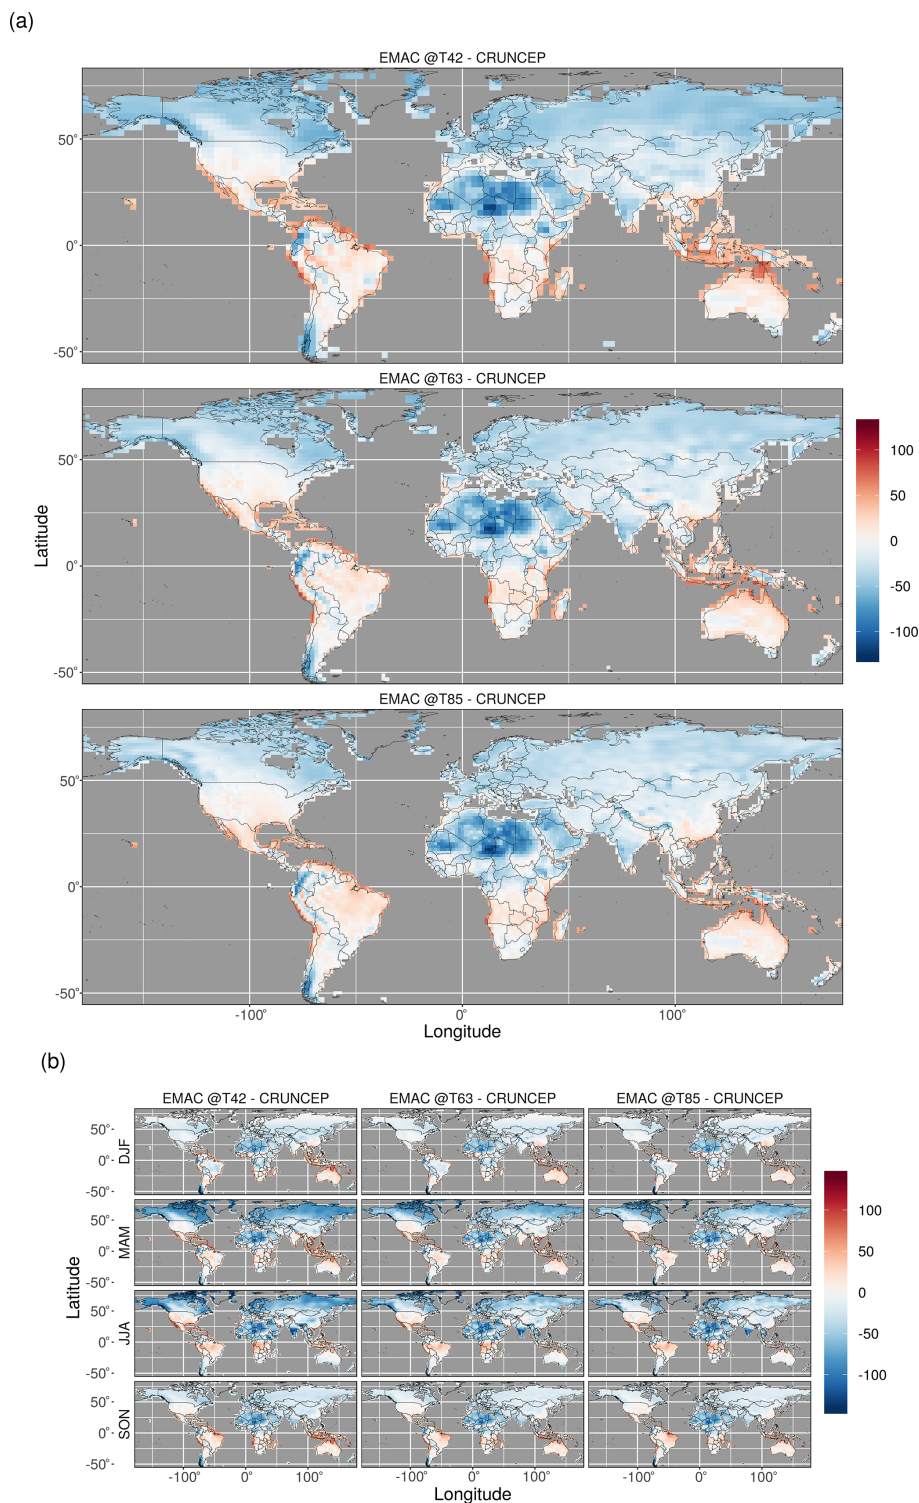 (a)
EMAC @T42 - CRUNCEP
50°
0°
-50°
EMAC @T63 - CRUNCEP
50°
0°
-50°
Latitude
100
50
0
-50
-100
EMAC @T85 - CRUNCEP
50°
0°
-50°
-100° 0° 100°
Longitude
(b)
EMAC @T42 - CRUNCEP EMAC @T63 - CRUNCEP EMAC @T85 - CRUNCEP
DJF
50°
0°
-50°
MAM
50°
0°
-50°
JJA
50°
0°
-50°
SON
50°
0°
-50°
Latitude
100
50
0
-50
-100
-100° 0° 100° -100° 0° 100° -100° 0° 100°
Longitude